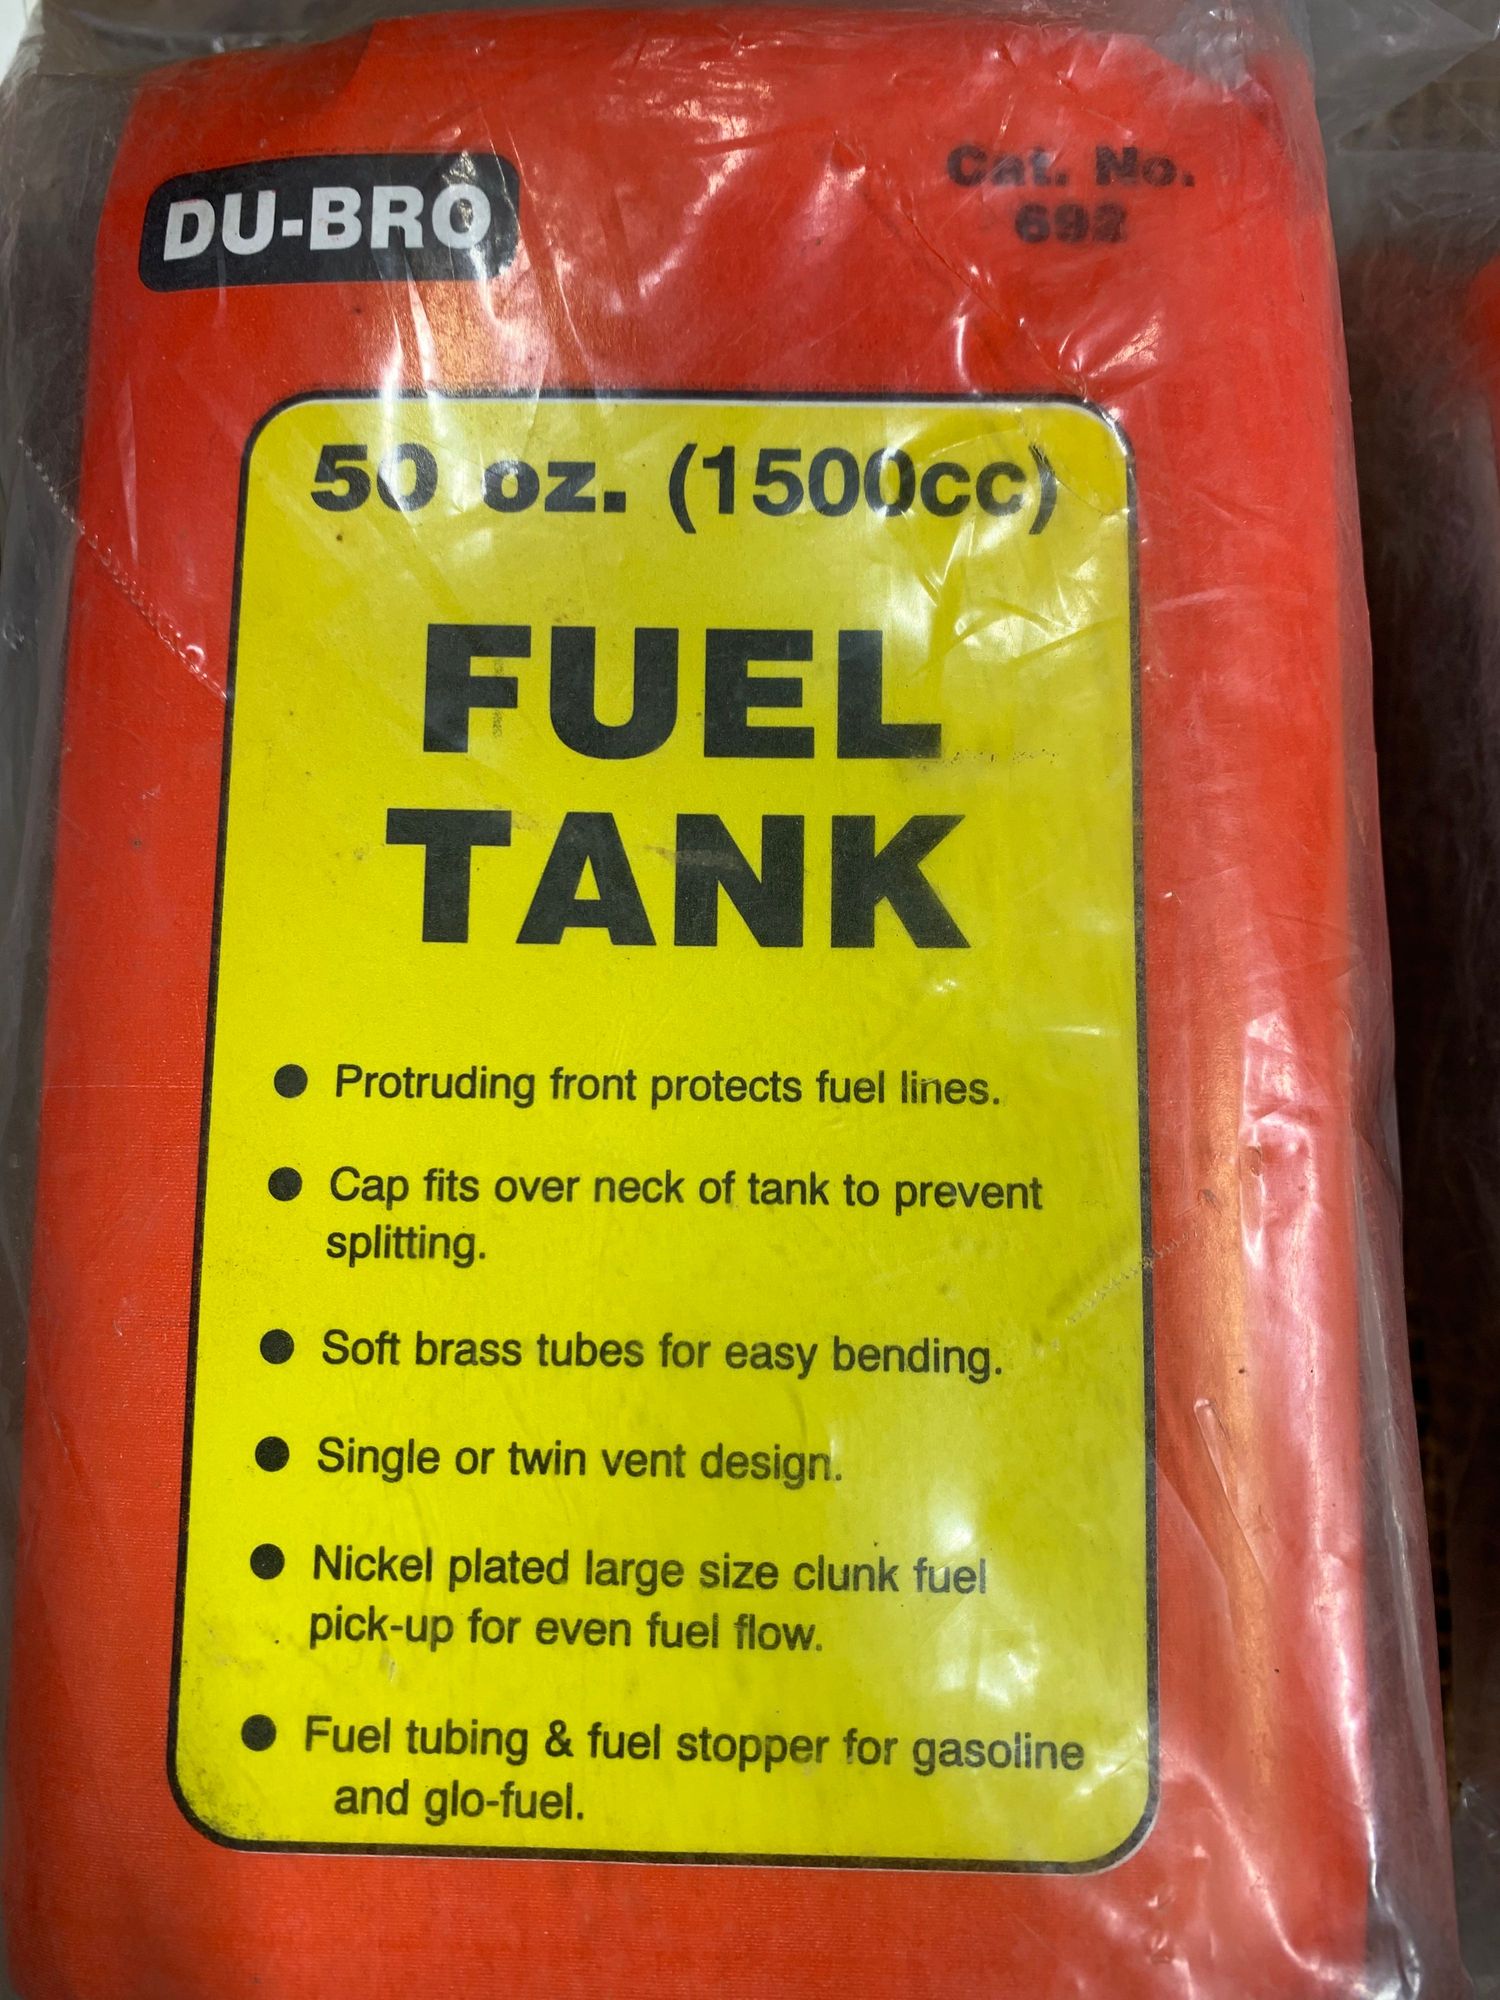 DU-BRO
Cat. No.
692
50 oz. (1500cc)
FUEL
TANK
● Protruding front protects fuel lines.
● Cap fits over neck of tank to prevent
splitting.
● Soft brass tubes for easy bending.
● Single or twin vent design.
● Nickel plated large size clunk fuel
pick-up for even fuel flow.
● Fuel tubing & fuel stopper for gasoline
and glo-fuel.